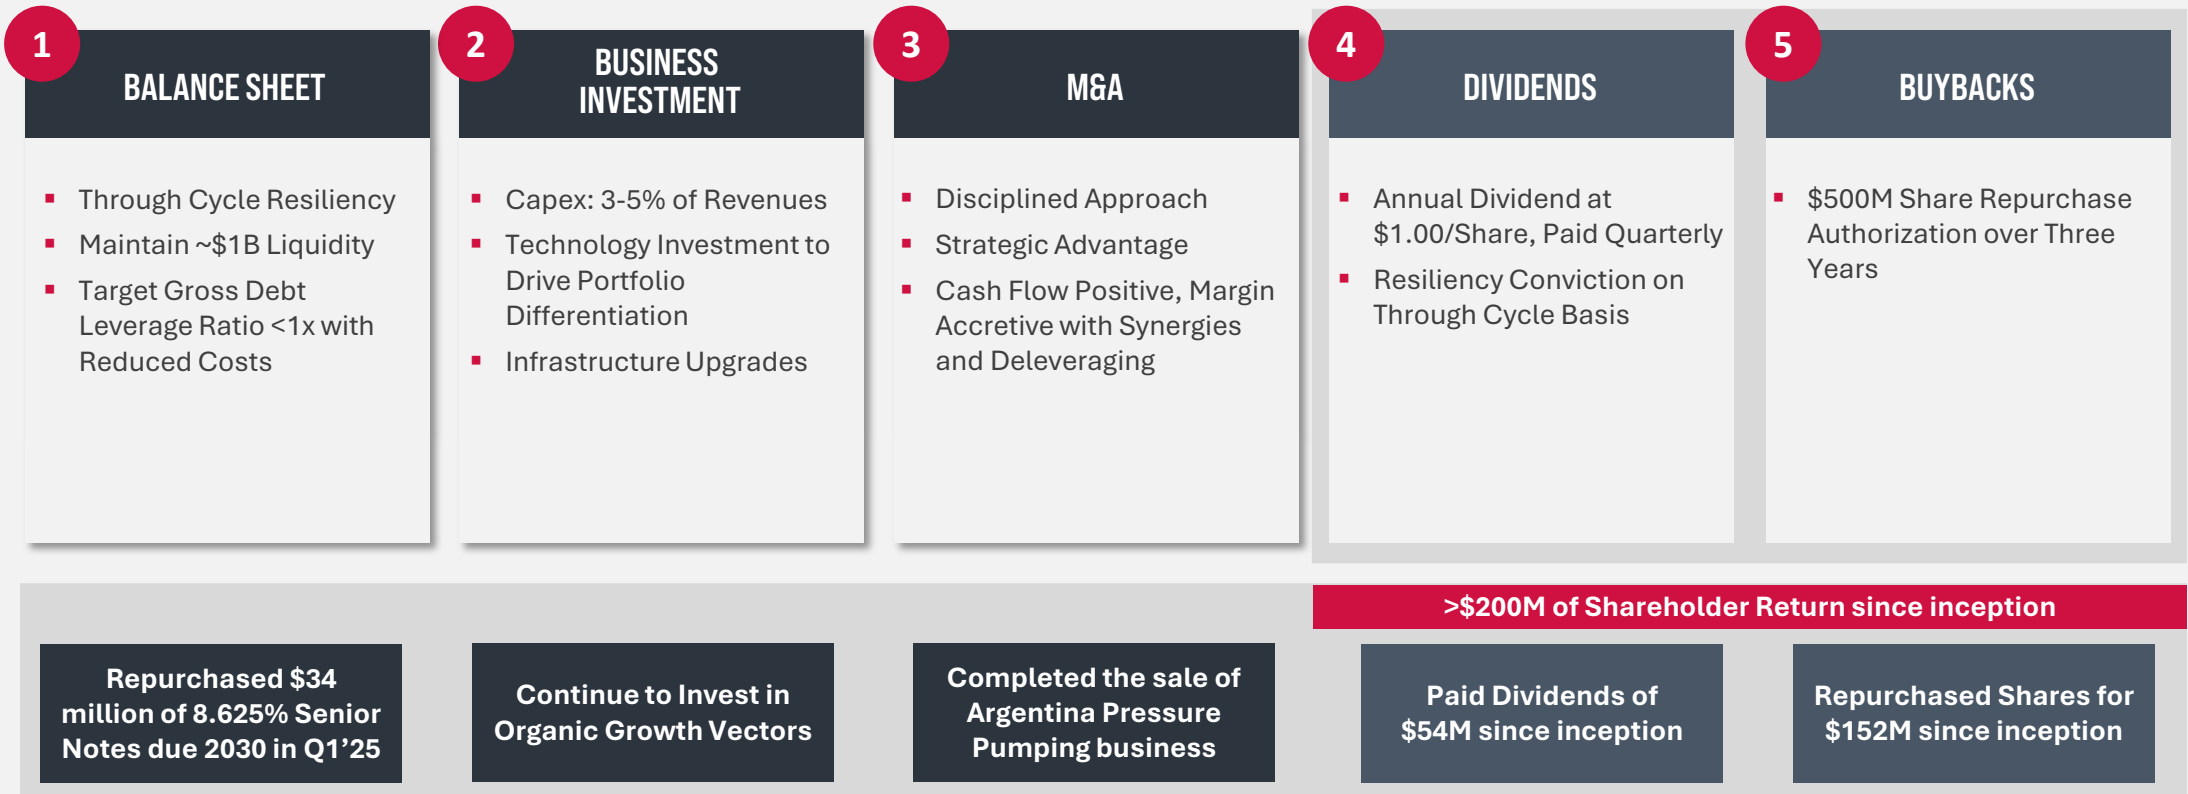 1
BALANCE SHEET
▪ Through Cycle Resiliency
▪ Maintain ~$1B Liquidity
▪ Target Gross Debt
Leverage Ratio <1x with
Reduced Costs
2
BUSINESS
INVESTMENT
▪ Capex: 3-5% of Revenues
▪ Technology Investment to
Drive Portfolio
Differentiation
▪ Infrastructure Upgrades
3
M&A
▪ Disciplined Approach
▪ Strategic Advantage
▪ Cash Flow Positive, Margin
Accretive with Synergies
and Deleveraging
4
DIVIDENDS
▪ Annual Dividend at
$1.00/Share, Paid Quarterly
▪ Resiliency Conviction on
Through Cycle Basis
5
BUYBACKS
▪ $500M Share Repurchase
Authorization over Three
Years
>$200M of Shareholder Return since inception
Repurchased $34
million of 8.625% Senior
Notes due 2030 in Q1’25
Continue to Invest in
Organic Growth Vectors
Completed the sale of
Argentina Pressure
Pumping business
Paid Dividends of
$54M since inception
Repurchased Shares for
$152M since inception